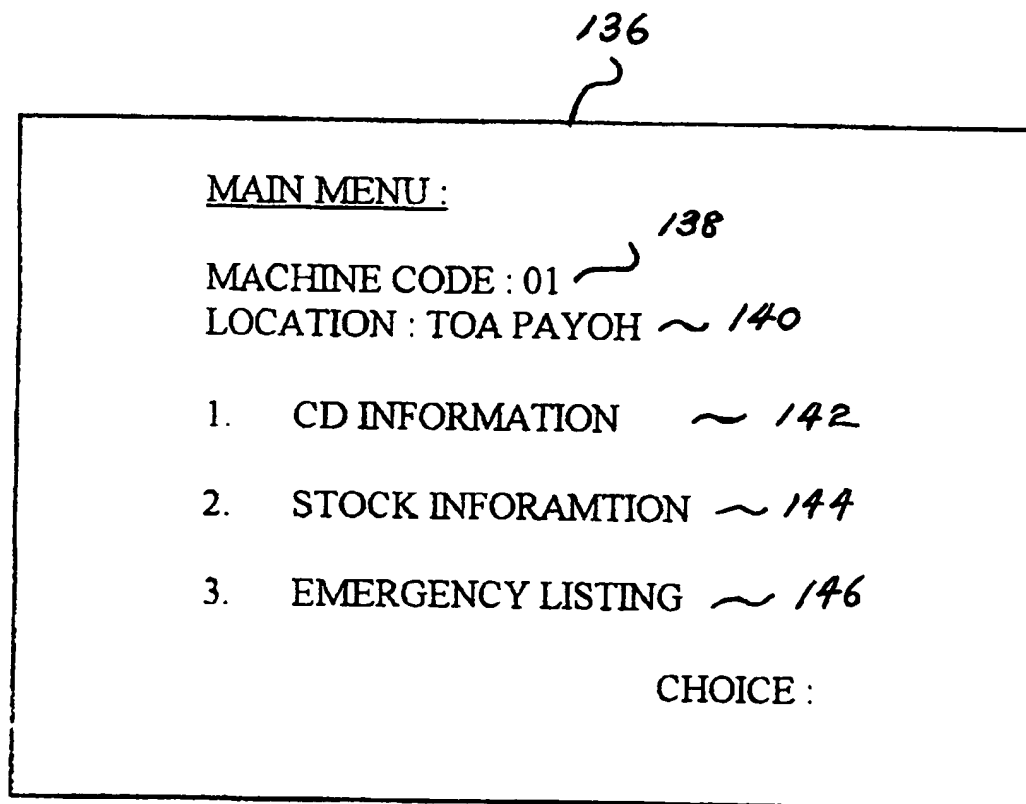 136
MAIN MENU :
138
MACHINE CODE : 01
LOCATION : TOA PAYOH 140
1. CD INFORMATION 142
2. STOCK INFORAMTION 144
3. EMERGENCY LISTING 146
CHOICE :